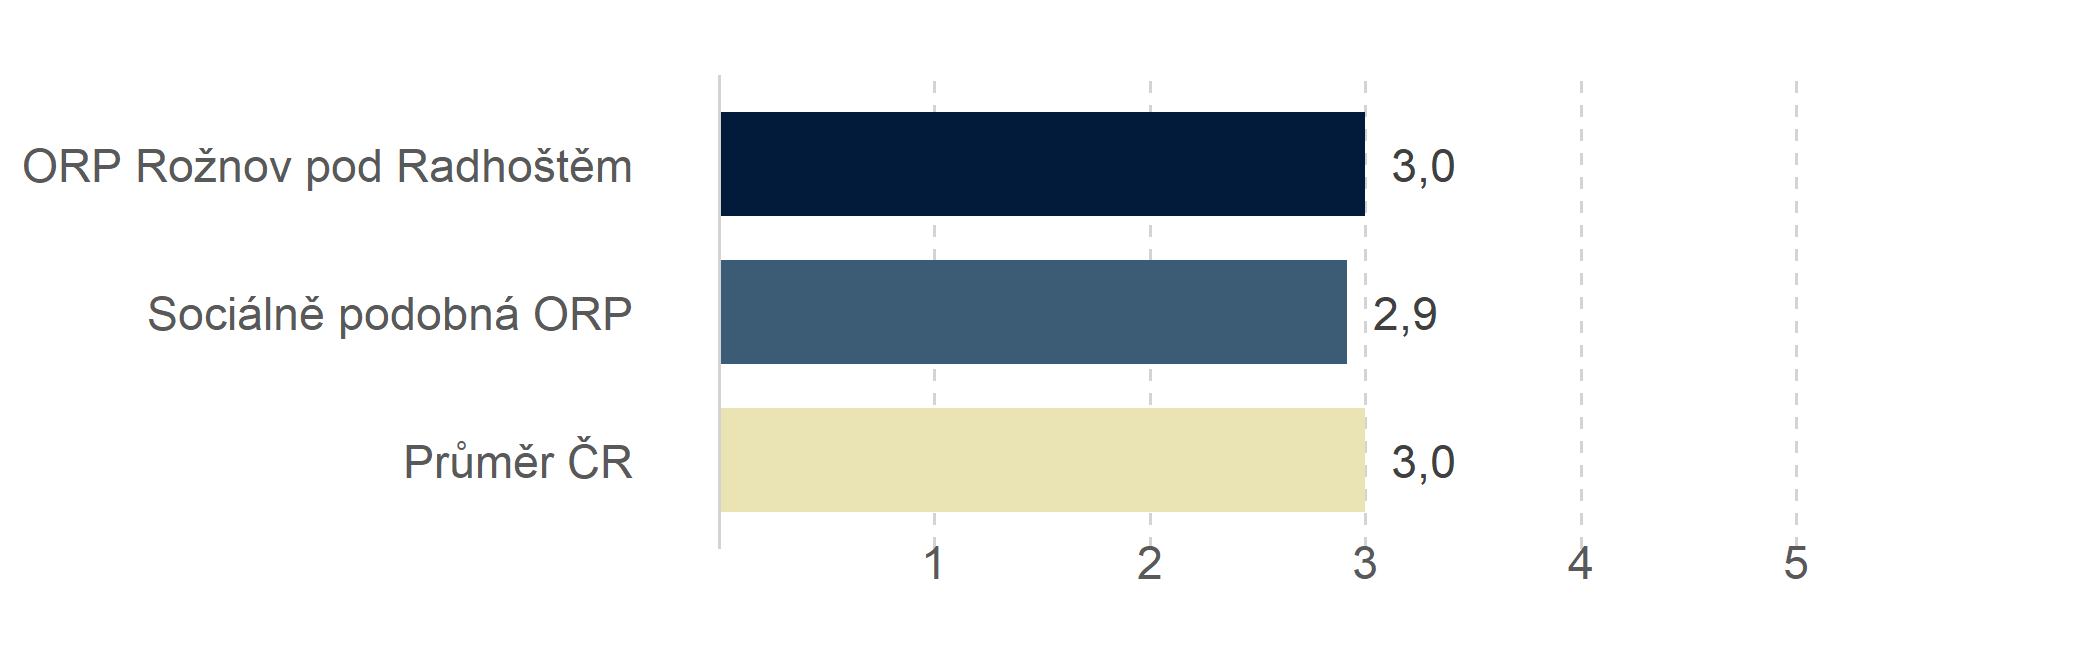 ORP Rožnov pod Radhoštěm 3,0
Sociálně podobná ORP 2,9
Průměr ČR 3,0
1 2 3 4 5